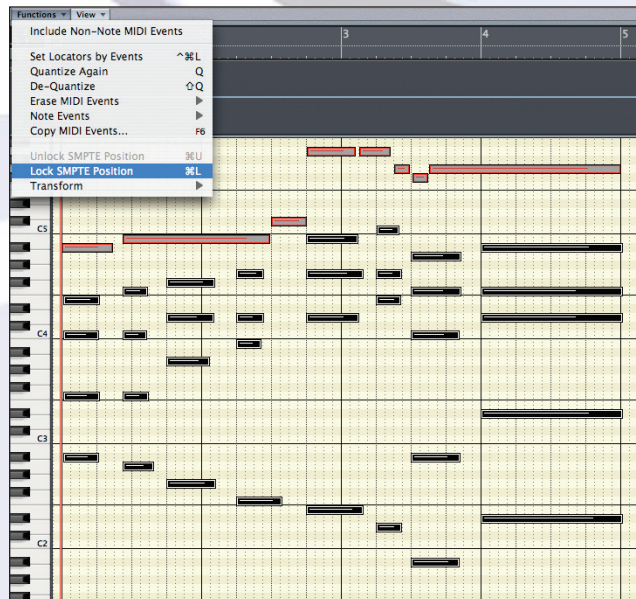 Functions View
Include Non-Note MIDI Events
3 4 5
Set Locators by Events ^⌘L
Quantize Again Q
De-Quantize ⇧Q
Erase MIDI Events
Note Events
Copy MIDI Events... F6
Unlock SMPTE Position ⌘U
Lock SMPTE Position ⌘L
Transform
C5
C4
C3
C2